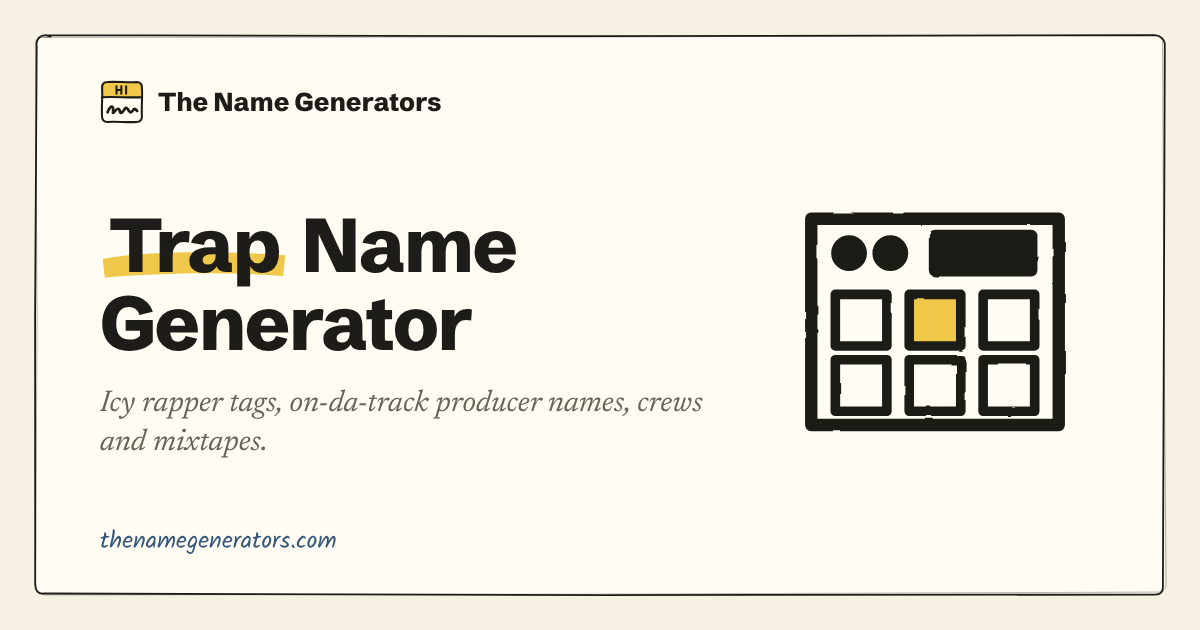 HI
The Name Generators
Trap Name
Generator
Icy rapper tags, on-da-track producer names, crews
and mixtapes.
thenamegenerators.com